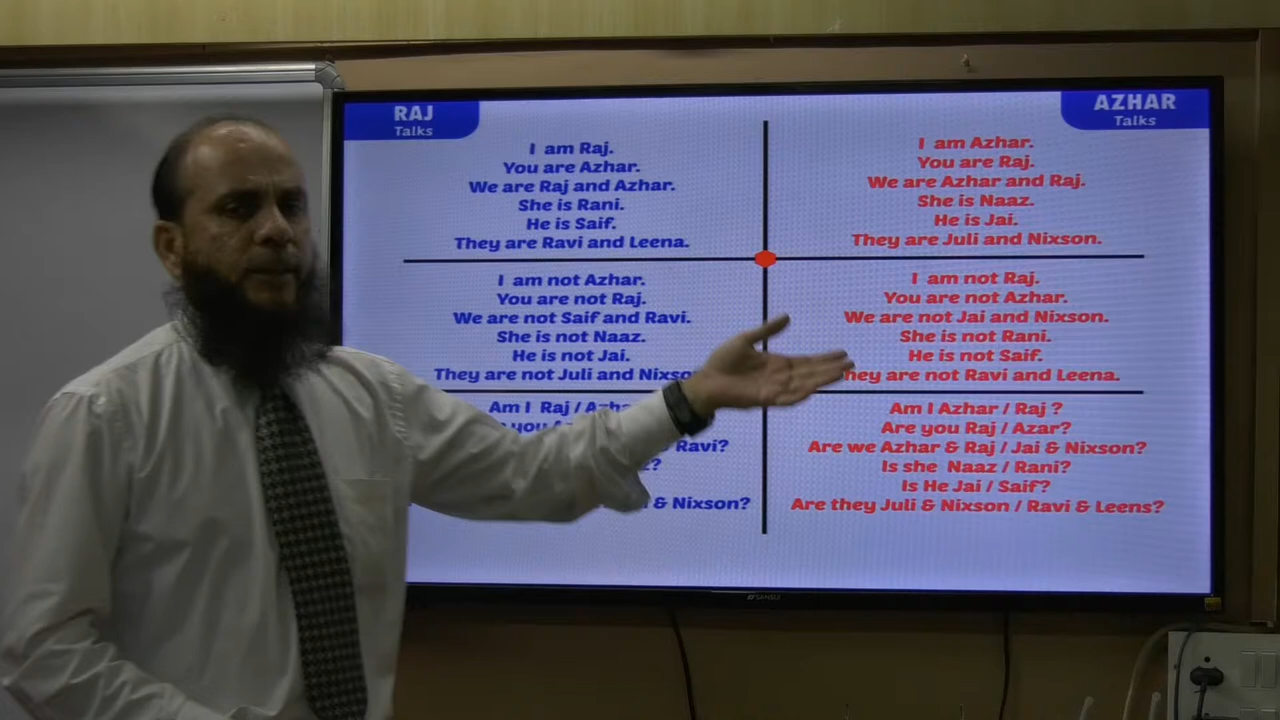 RAJ
Talks
I am Raj.
You are Azhar.
We are Raj and Azhar.
She is Rani.
He is Saif.
They are Ravi and Leena.
I am not Azhar.
You are not Raj.
We are not Saif and Ravi.
She is not Naaz.
He is not Jai.
They are not Juli and
Am I Raj /
you
Ravi?
& Nixson?
AZHAR
Talks
I am Azhar.
You are Raj.
We are Azhar and Raj.
She is Naaz.
He is Jai.
They are Juli and Nixson.
I am not Raj.
You are not Azhar.
We are not Jai and Nixson.
She is not Rani.
He is not Saif.
are not Ravi and Leena.
Am I Azhar / Raj ?
Are you Raj / Azar?
Are we Azhar & Raj / Jai & Nixson?
Is she Naaz / Rani?
Is He Jai / Saif?
Are they Juli & Nixson / Ravi & Leens?
SANSUI